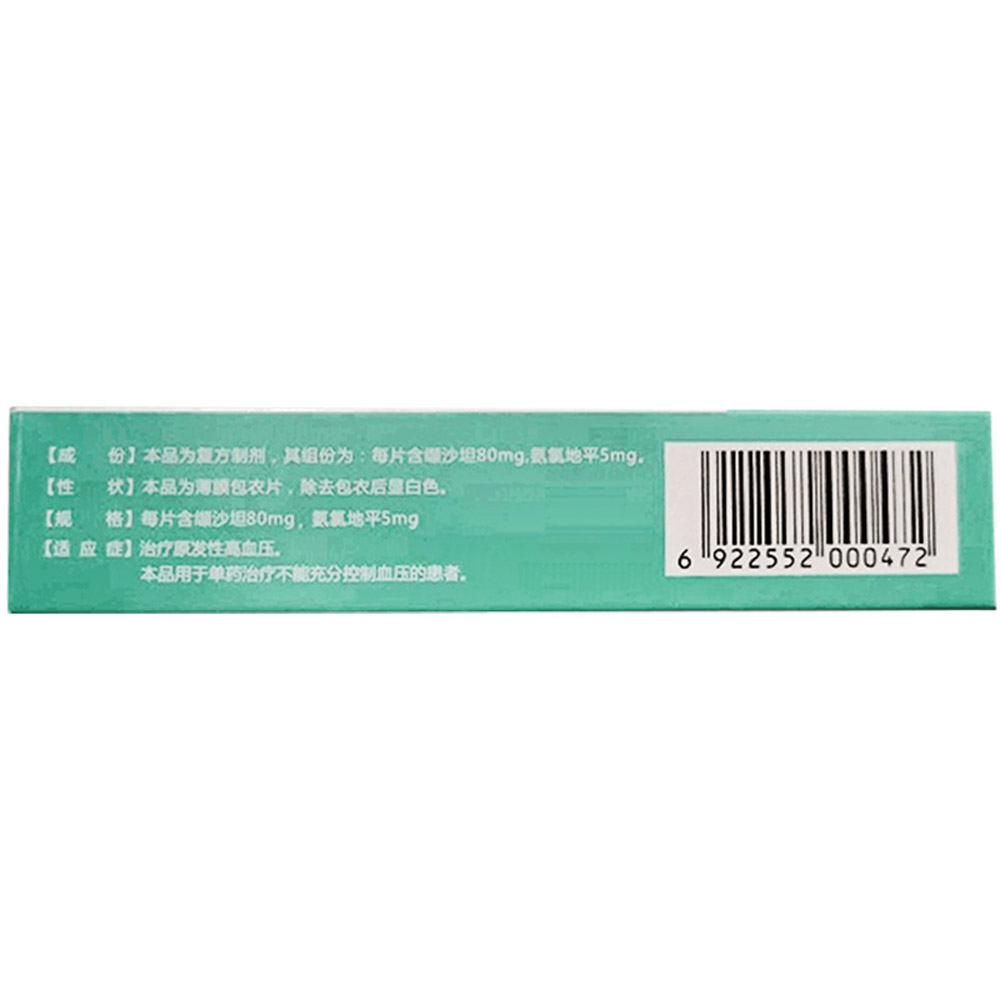 【成 份】本品为复方制剂，其组份为：每片含缬沙坦80mg,氨氯地平5mg。
【性 状】本品为薄膜包衣片，除去包衣后显白色。
【规 格】每片含缬沙坦80mg，氨氯地平5mg
【适应症】治疗原发性高血压。
本品用于单药治疗不能充分控制血压的患者。
6 922552 000472